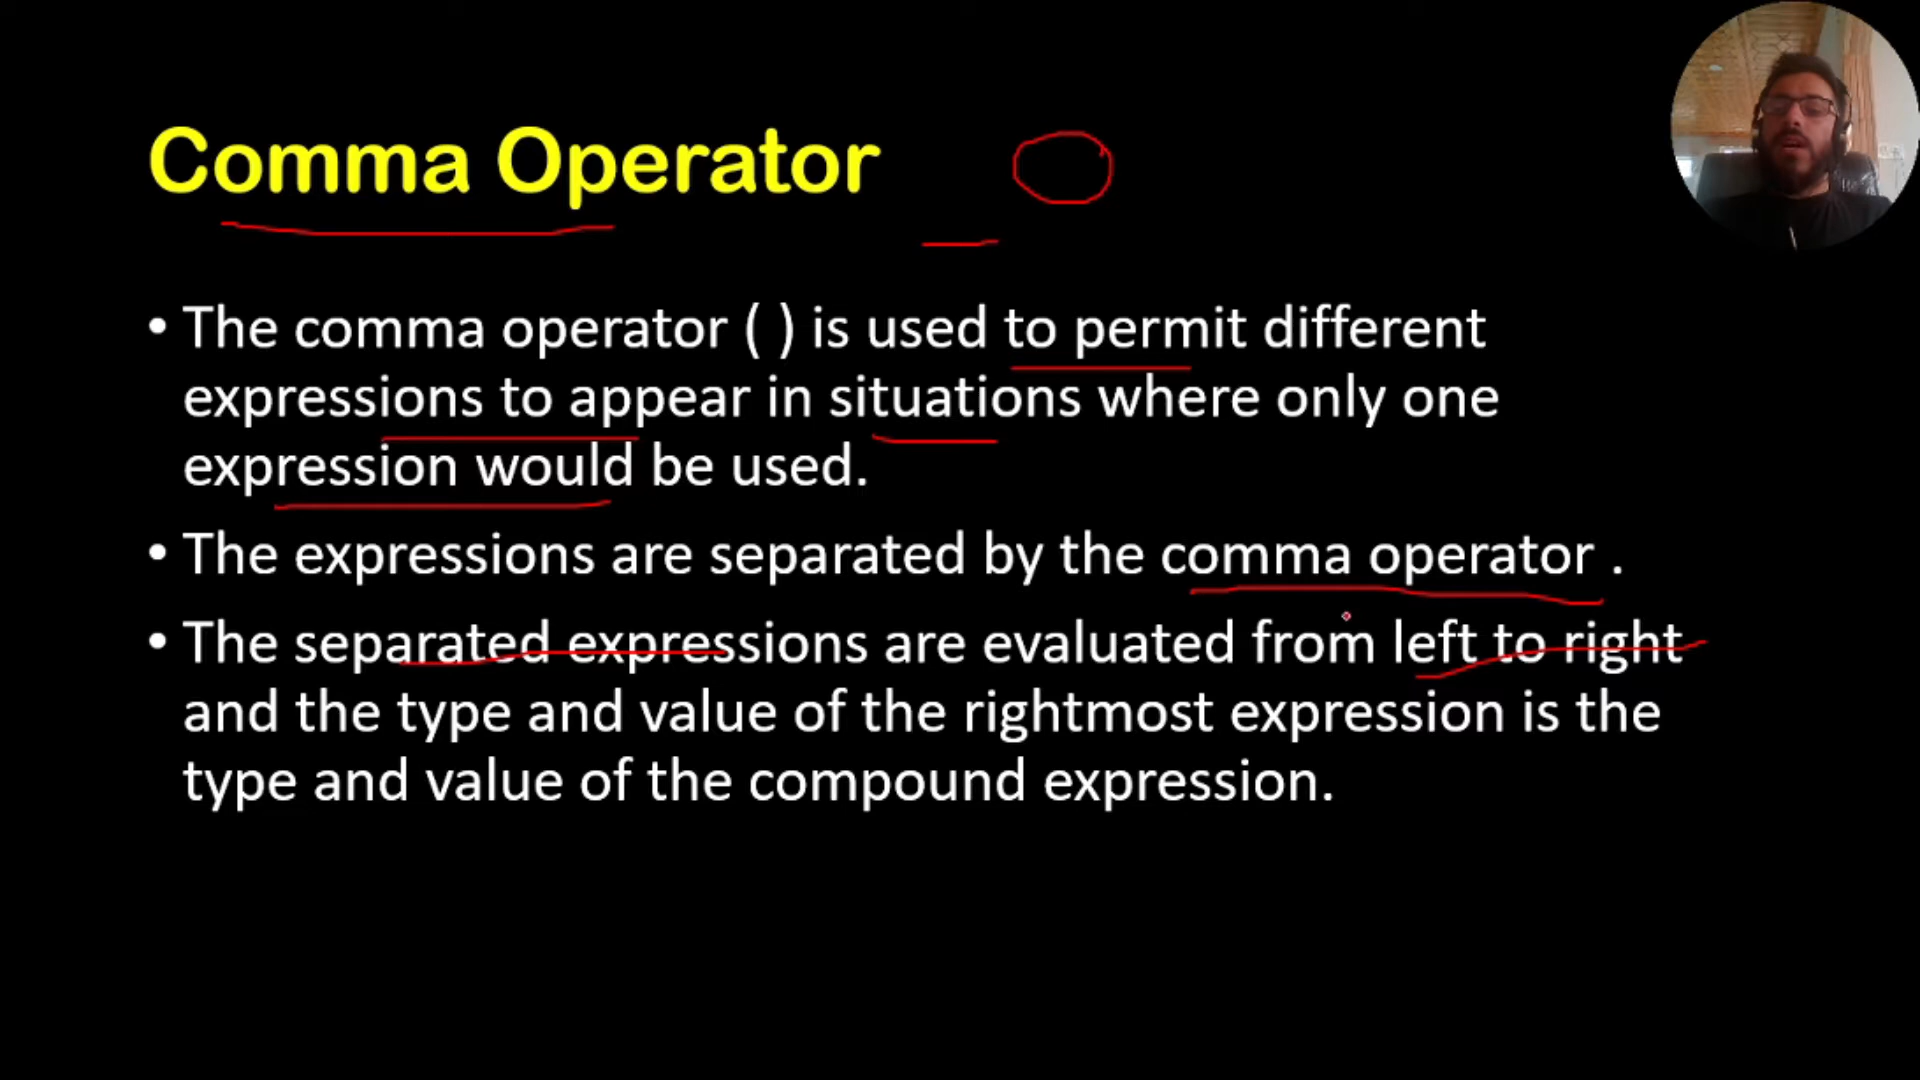 Comma Operator
• The comma operator ( ) is used to permit different
expressions to appear in situations where only one
expression would be used.
• The expressions are separated by the comma operator .
• The separated expressions are evaluated from left to right
and the type and value of the rightmost expression is the
type and value of the compound expression.